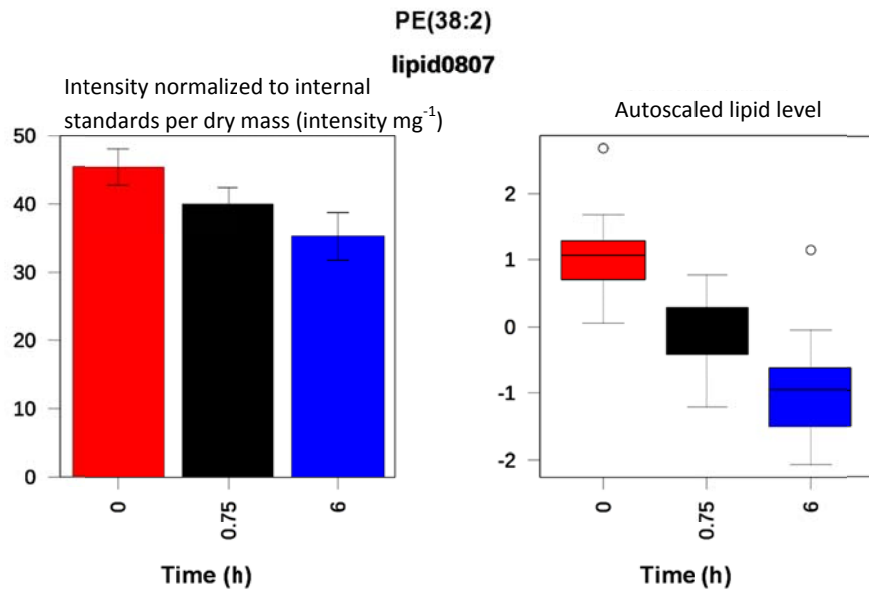 PE(38:2)
lipid0807
Intensity normalized to internal
standards per dry mass (intensity mg⁻¹)
50
40
30
20
10
0
0
0.75
6
Time (h)
Autoscaled lipid level
2
1
0
-1
-2
0
0.75
6
Time (h)